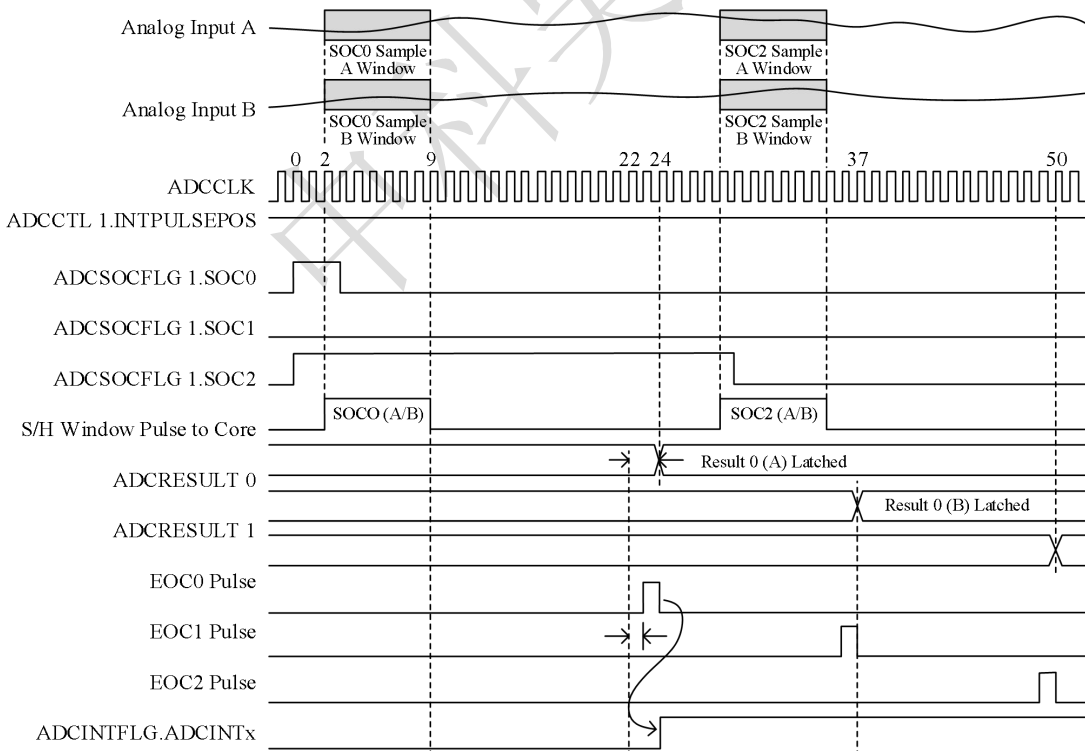 Analog Input A
SOC0 Sample
A Window
SOC2 Sample
A Window
Analog Input B
SOC0 Sample
B Window
SOC2 Sample
B Window
0 2 9 22 24 37 50
ADCCLK
ADCCTL 1.INTPULSEPOS
ADCSOCFLG 1.SOC0
ADCSOCFLG 1.SOC1
ADCSOCFLG 1.SOC2
S/H Window Pulse to Core
SOCO (A/B)
SOC2 (A/B)
ADCRESULT 0
Result 0 (A) Latched
ADCRESULT 1
Result 0 (B) Latched
EOC0 Pulse
EOC1 Pulse
EOC2 Pulse
ADCINTFLG.ADCINTx
中科